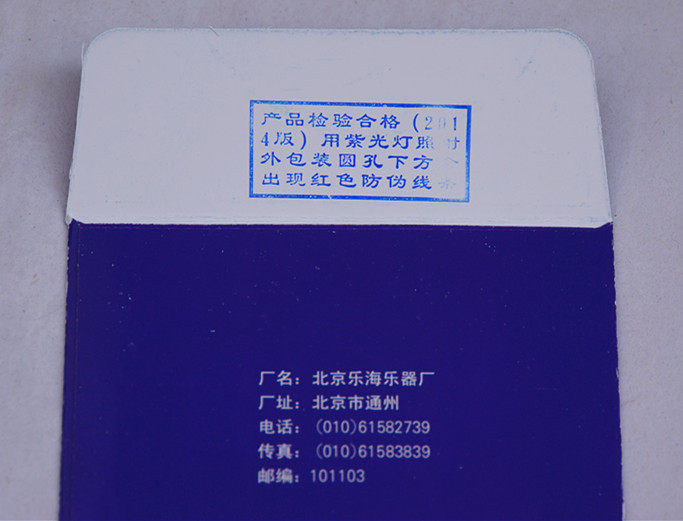 产品检验合格(201
4版)用紫光灯照射
外包装圆孔下方会
出现红色防伪线条
厂名：北京乐海乐器厂
厂址：北京市通州
电话：(010)61582739
传真：(010)61583839
邮编：101103